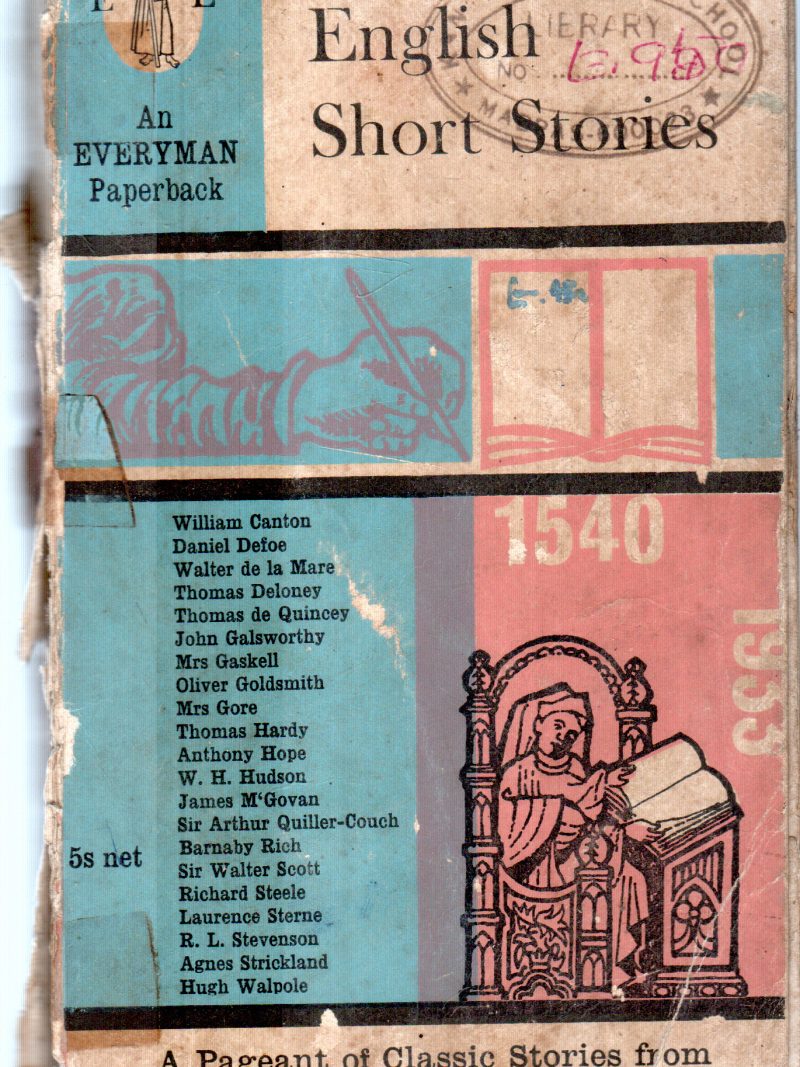 E L
An
EVERYMAN
Paperback
English
Short Stories
LIBRARY
NO
E.
1540
1953
William Canton
Daniel Defoe
Walter de la Mare
Thomas Deloney
Thomas de Quincey
John Galsworthy
Mrs Gaskell
Oliver Goldsmith
Mrs Gore
Thomas Hardy
Anthony Hope
W. H. Hudson
James M‘Govan
Sir Arthur Quiller-Couch
Barnaby Rich
Sir Walter Scott
Richard Steele
Laurence Sterne
R. L. Stevenson
Agnes Strickland
Hugh Walpole
5s net
A Pageant of Classic Stories from